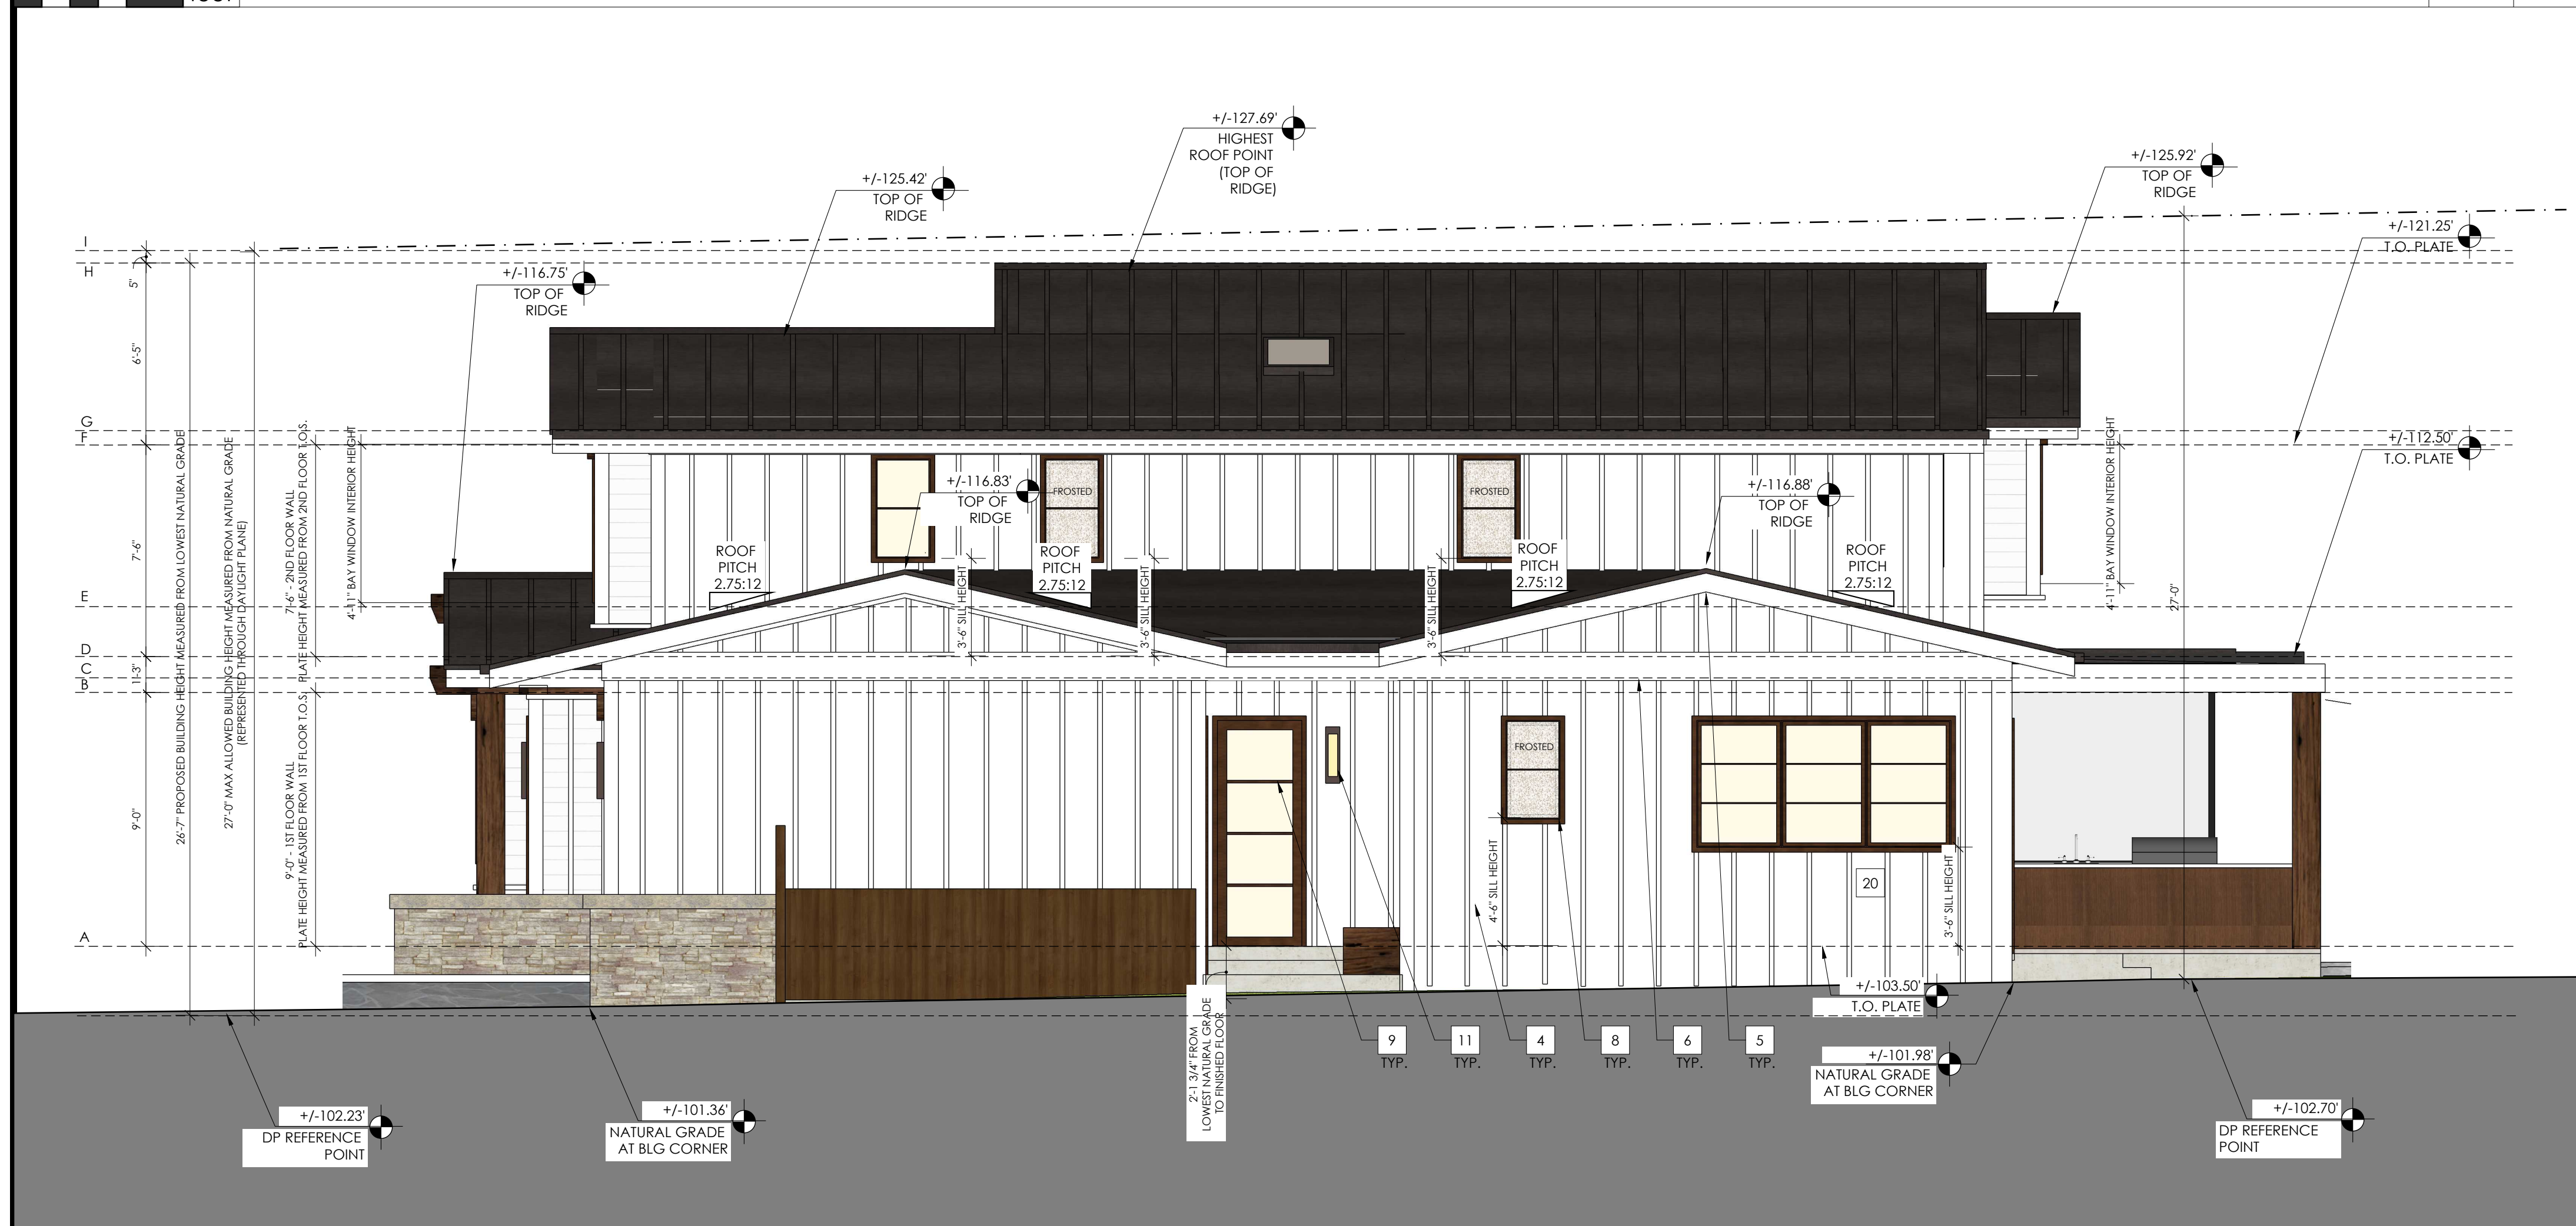 +/-127.69'
HIGHEST
ROOF POINT
(TOP OF
RIDGE)
+/-125.42'
TOP OF
RIDGE
+/-125.92'
TOP OF
RIDGE
+/-121.25'
T.O. PLATE
+/-116.75'
TOP OF
RIDGE
I
H
G
F
E
D
C
B
A
5"
6'-5"
7'-6"
11'-3"
9'-0"
26'-7" PROPOSED BUILDING HEIGHT MEASURED FROM LOWEST NATURAL GRADE
27'-0" MAX ALLOWED BUILDING HEIGHT MEASURED FROM NATURAL GRADE
(REPRESENTED THROUGH DAYLIGHT PLANE)
7'-6" - 2ND FLOOR WALL
PLATE HEIGHT MEASURED FROM 2ND FLOOR T.O.S.
9'-0" - 1ST FLOOR WALL
PLATE HEIGHT MEASURED FROM 1ST FLOOR T.O.S.
4'-11" BAY WINDOW INTERIOR HEIGHT
+/-112.50'
T.O. PLATE
4'-11" BAY WINDOW INTERIOR HEIGHT
27'-0"
+/-116.83'
TOP OF
RIDGE
FROSTED
FROSTED
+/-116.88'
TOP OF
RIDGE
ROOF
PITCH
2.75:12
ROOF
PITCH
2.75:12
ROOF
PITCH
2.75:12
ROOF
PITCH
2.75:12
3'-6" SILL HEIGHT
3'-6" SILL HEIGHT
3'-6" SILL HEIGHT
FROSTED
4'-6" SILL HEIGHT
20
3'-6" SILL HEIGHT
+/-103.50'
T.O. PLATE
2'-1 3/4" FROM
LOWEST NATURAL GRADE
TO FINISHED FLOOR
9
TYP.
11
TYP.
4
TYP.
8
TYP.
6
TYP.
5
TYP.
+/-101.98'
NATURAL GRADE
AT BLG CORNER
+/-102.23'
DP REFERENCE
POINT
+/-101.36'
NATURAL GRADE
AT BLG CORNER
+/-102.70'
DP REFERENCE
POINT